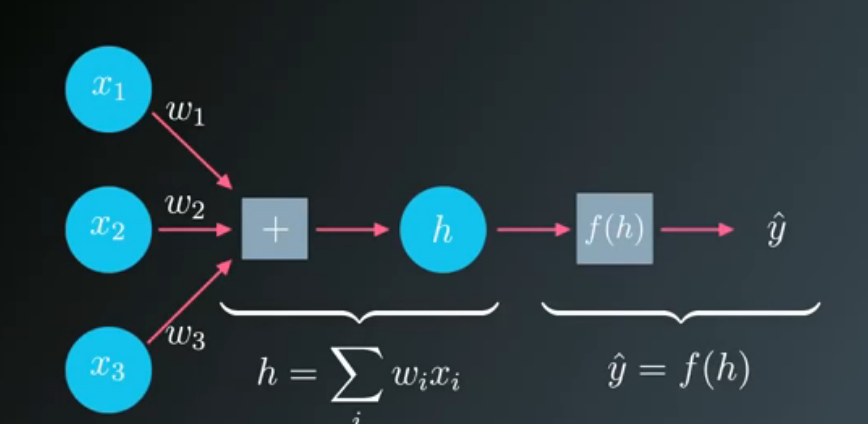 x₁
w₁
x₂ w₂ + h f(h) ŷ
w₃
x₃
h = ∑ᵢ wᵢxᵢ
ŷ = f(h)